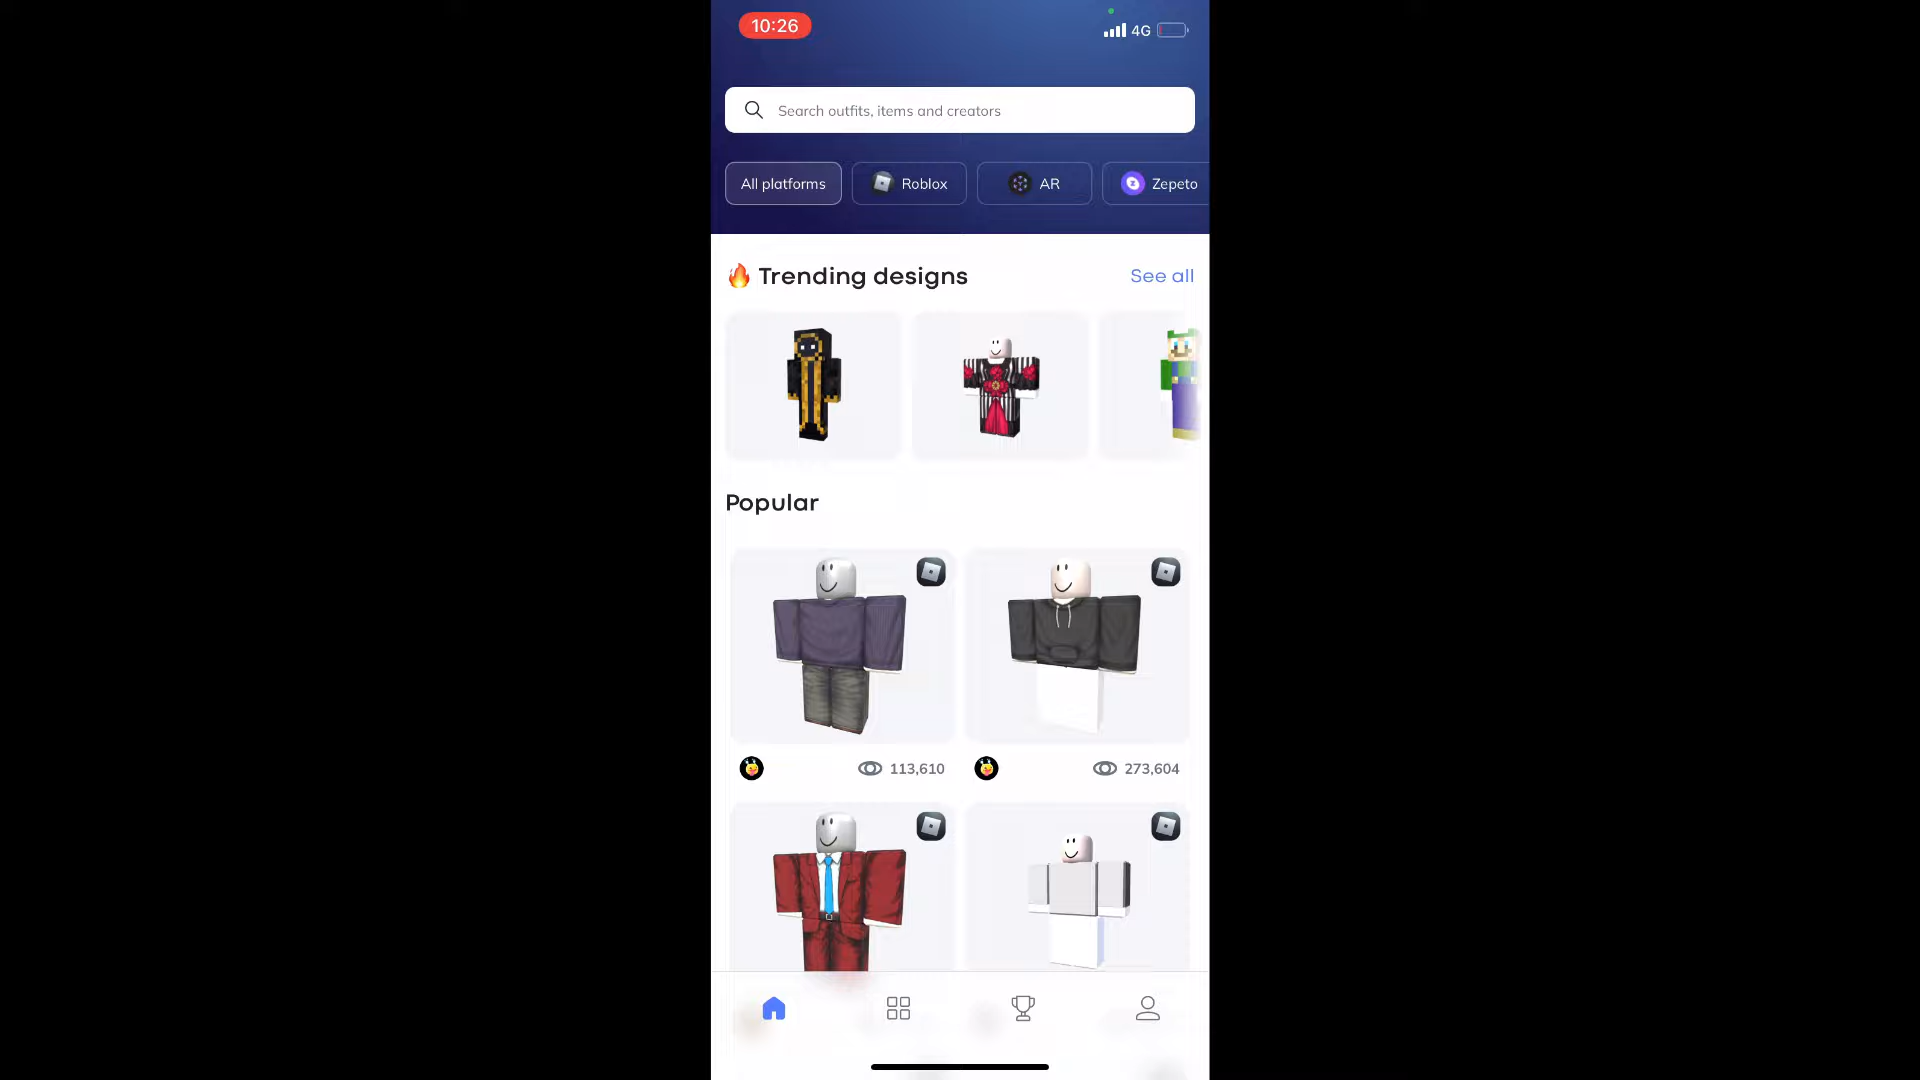 10:26
4G
Search outfits, items and creators
All platforms
Roblox
AR
Zepeto
Trending designs
See all
Popular
113,610
273,604